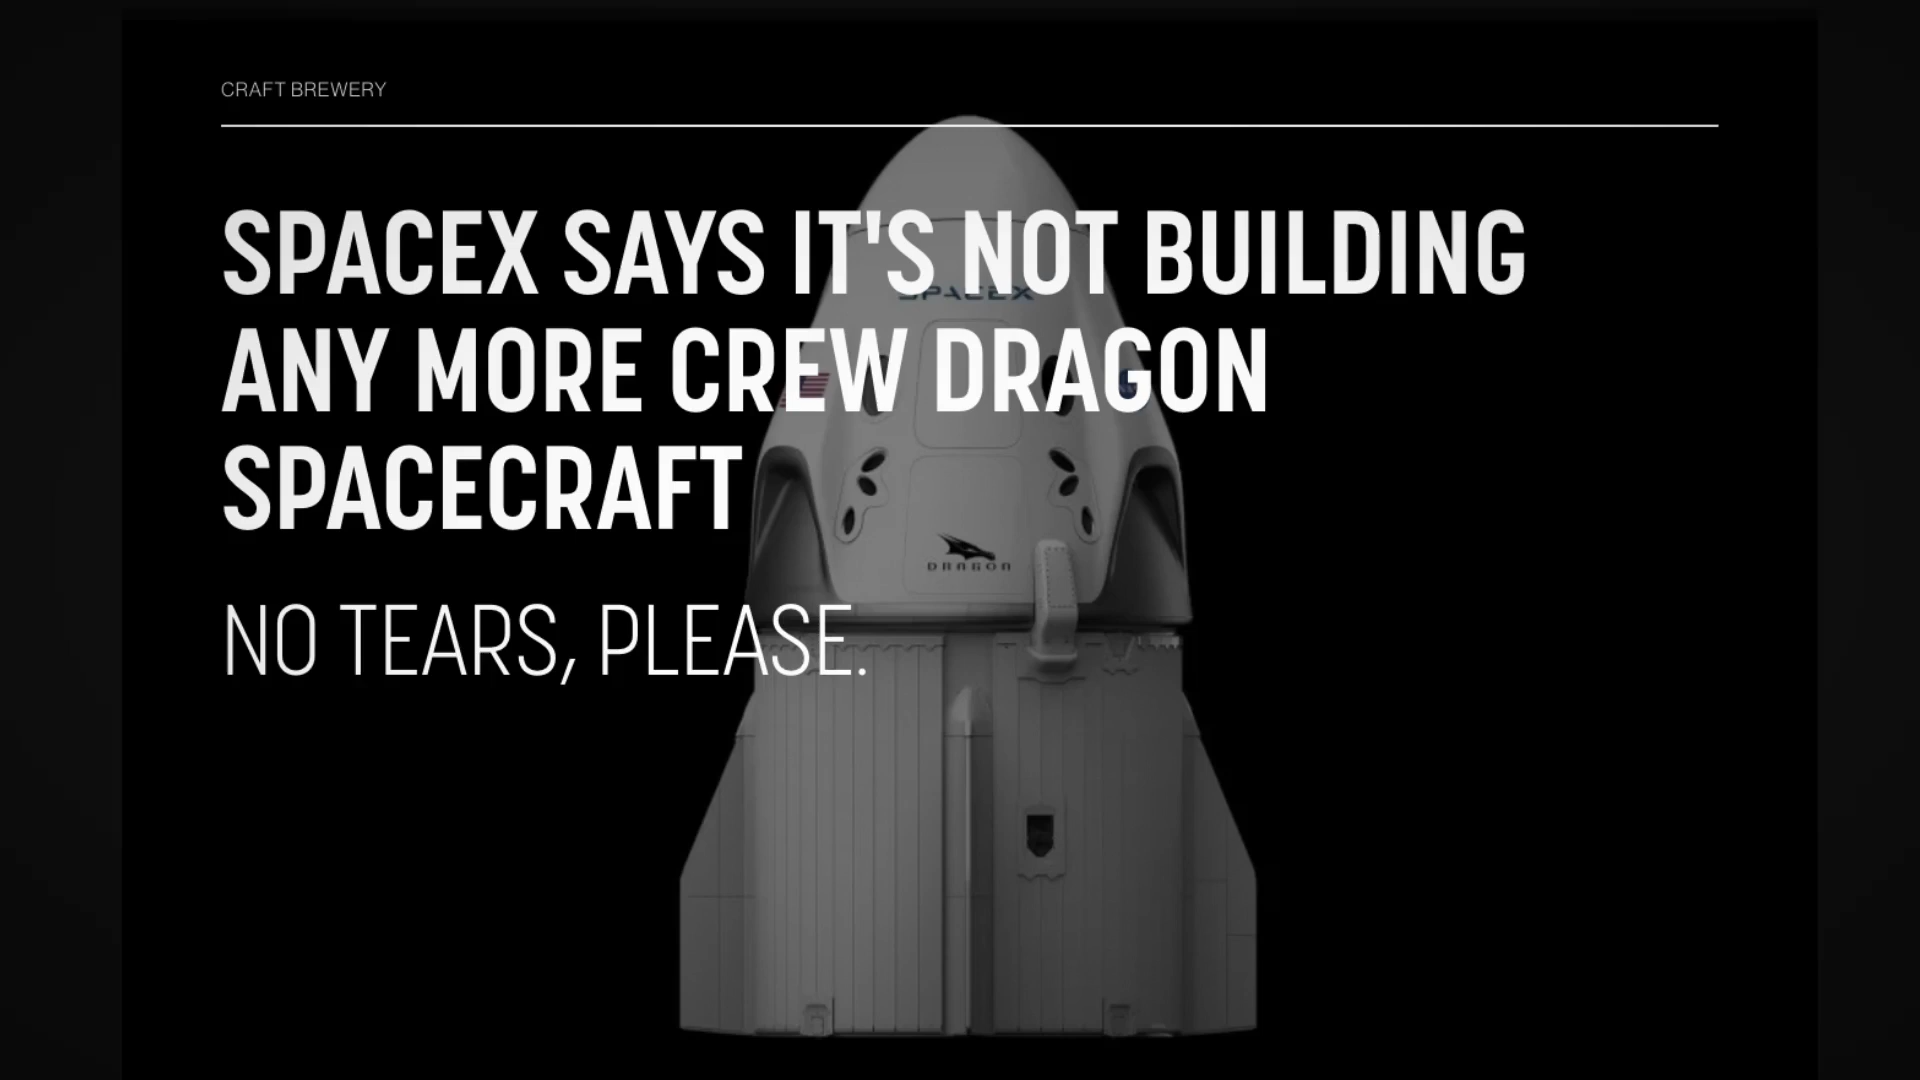 CRAFT BREWERY
SPACEX SAYS IT'S NOT BUILDING
SPACEX
ANY MORE CREW DRAGON
SPACECRAFT
DRAGON
NO TEARS, PLEASE.